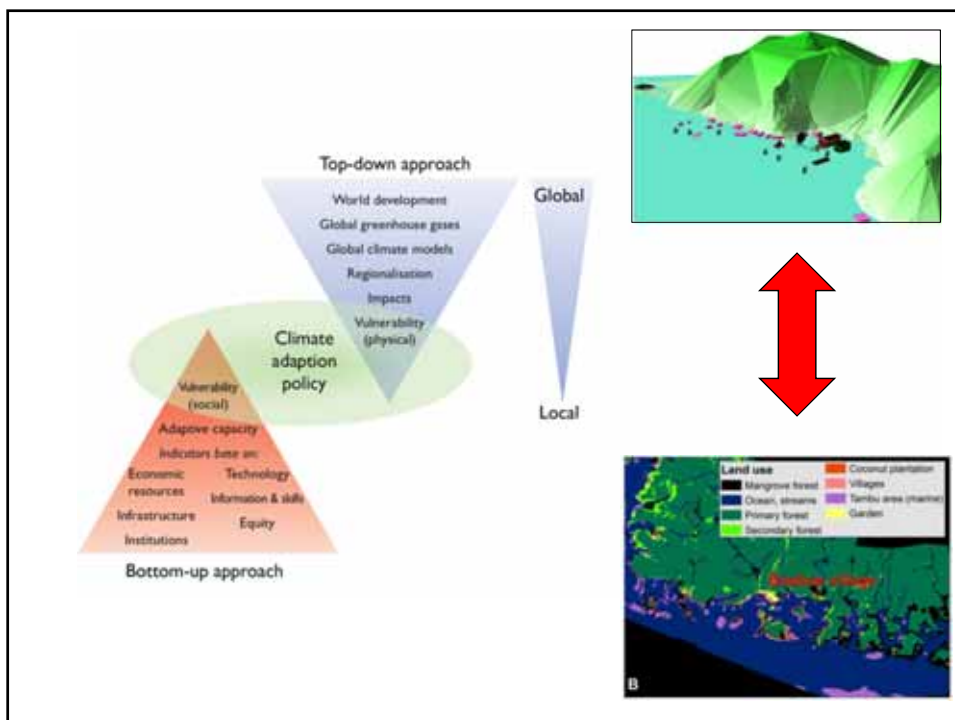 Top-down approach
World development
Global greenhouse gases
Global climate models
Regionalisation
Impacts
Vulnerability
(physical)
Global
Local
Climate
adaption
policy
Vulnerability
(social)
Adaptive capacity
Indicators base on:
Economic
resources
Technology
Information & skills
Infrastructure
Equity
Institutions
Bottom-up approach
Land use
Mangrove forest
Ocean, streams
Primary forest
Secondary forest
Coconut plantation
Villages
Tambu area (marine)
Garden
village
B